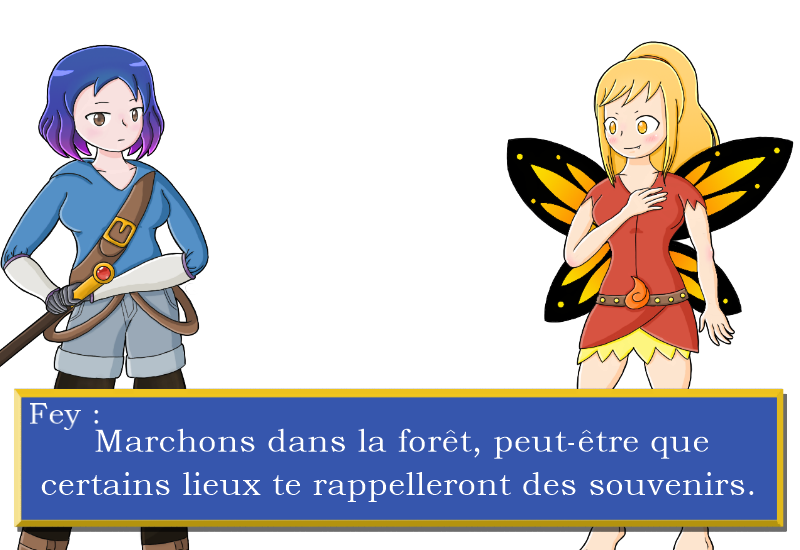 Fey :
Marchons dans la forêt, peut-être que
certains lieux te rappelleront des souvenirs.